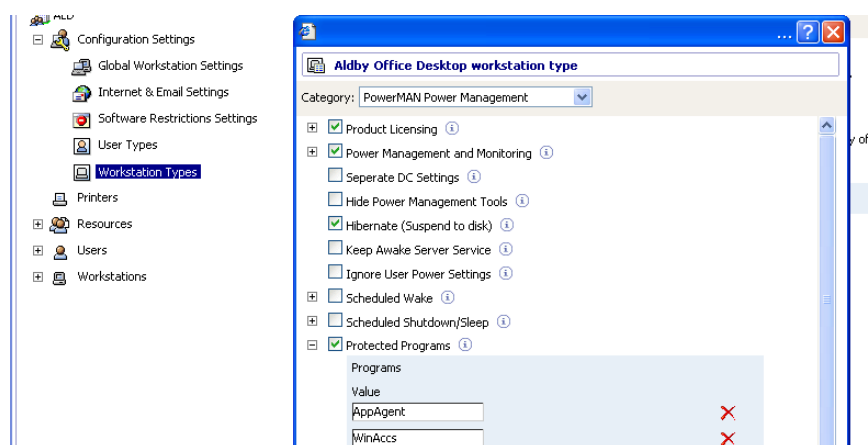 ALD
Configuration Settings
Global Workstation Settings
Internet & Email Settings
Software Restrictions Settings
User Types
Workstation Types
Printers
Resources
Users
Workstations
...
Aldby Office Desktop workstation type
Category: PowerMAN Power Management
Product Licensing
Power Management and Monitoring
Seperate DC Settings
Hide Power Management Tools
Hibernate (Suspend to disk)
Keep Awake Server Service
Ignore User Power Settings
Scheduled Wake
Scheduled Shutdown/Sleep
Protected Programs
Programs
Value
AppAgent
WinAccs
y of